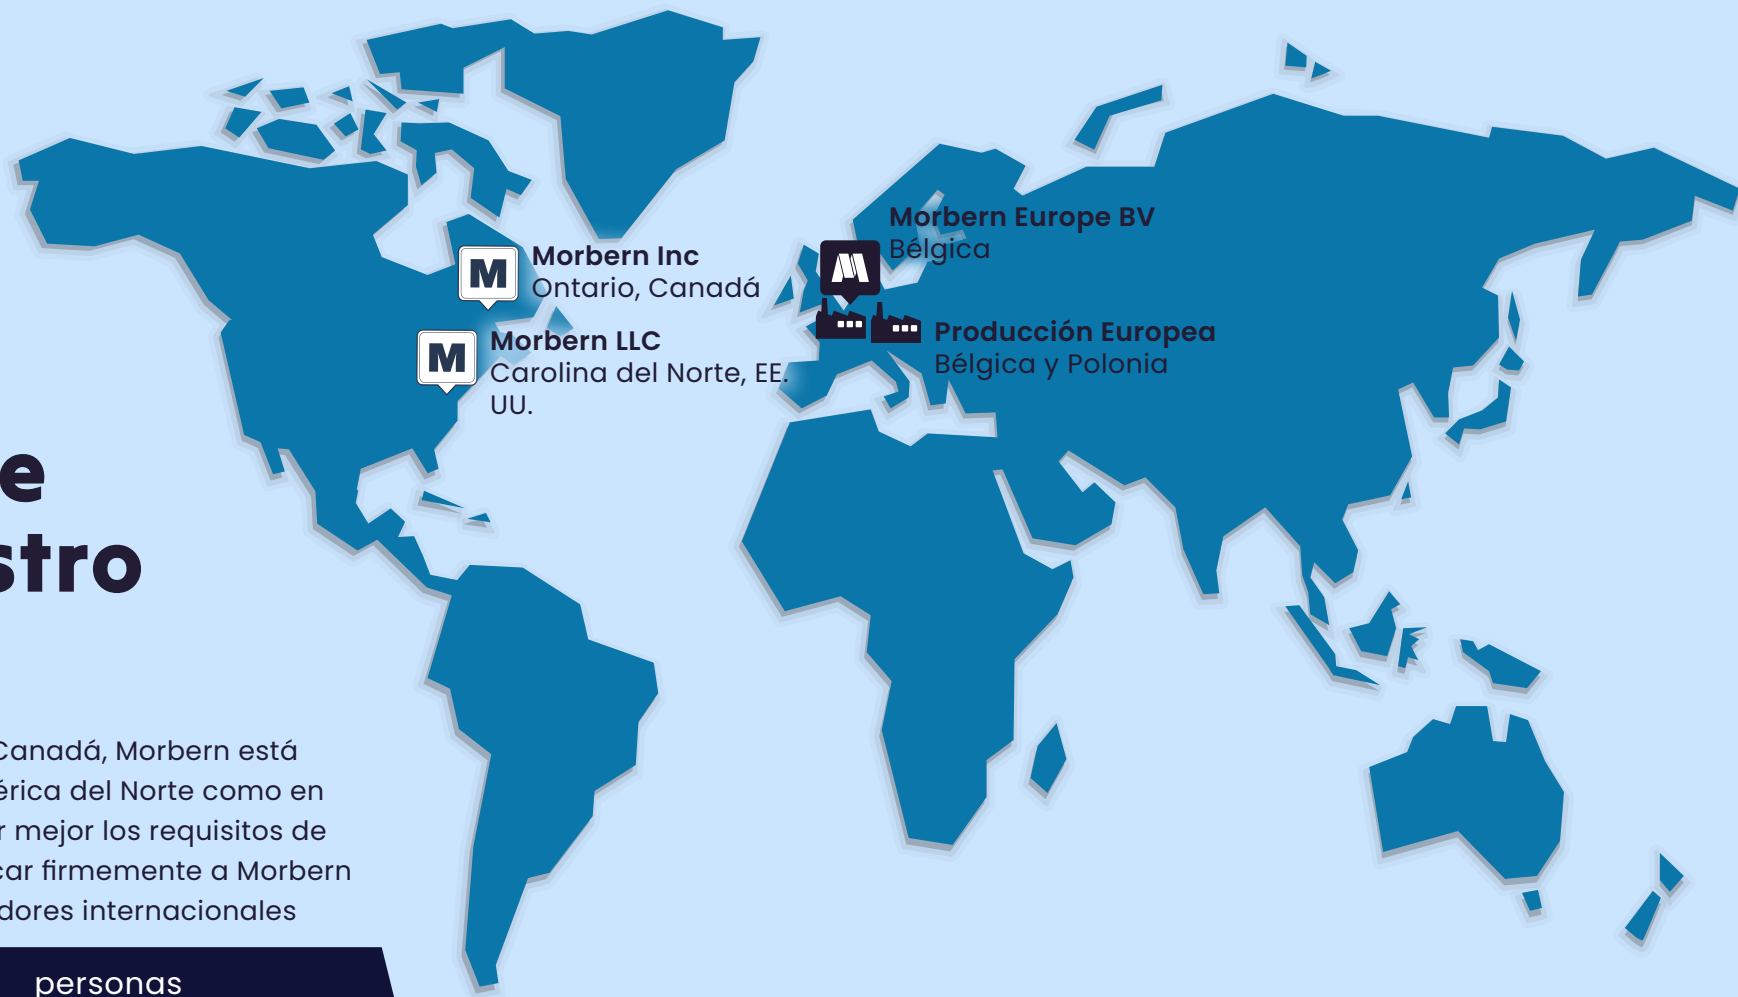 Morbern Europe BV
Bélgica
M
Morbern Inc
Ontario, Canadá
M
Morbern LLC
Carolina del Norte, EE.
UU.
Producción Europea
Bélgica y Polonia
e
stro
Canadá, Morbern está
érica del Norte como en
r mejor los requisitos de
car firmemente a Morbern
dores internacionales
personas